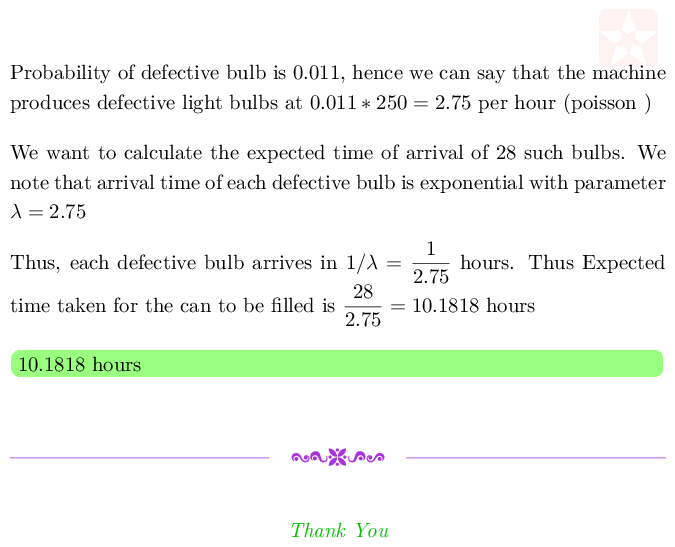 Probability of defective bulb is 0.011, hence we can say that the machine
produces defective light bulbs at 0.011 ∗ 250 = 2.75 per hour (poisson )
We want to calculate the expected time of arrival of 28 such bulbs. We
note that arrival time of each defective bulb is exponential with parameter
λ = 2.75
Thus, each defective bulb arrives in 1/λ = 1/2.75 hours. Thus Expected
time taken for the can to be filled is 28/2.75 = 10.1818 hours
10.1818 hours
Thank You